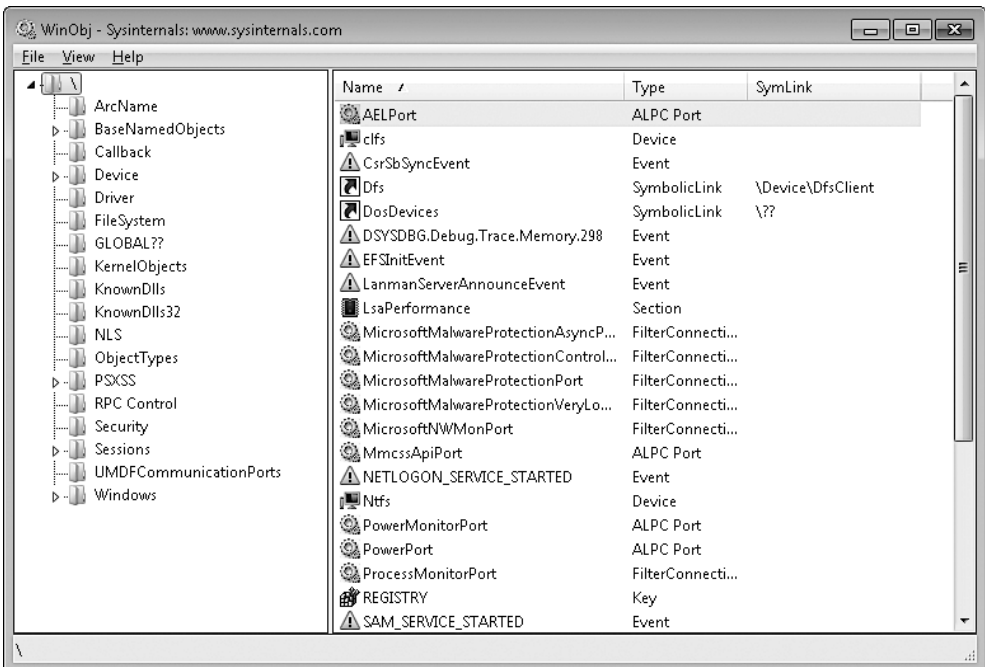 WinObj - Sysinternals: www.sysinternals.com
File View Help
\
ArcName
BaseNamedObjects
Callback
Device
Driver
FileSystem
GLOBAL??
KernelObjects
KnownDlls
KnownDlls32
NLS
ObjectTypes
PSXSS
RPC Control
Security
Sessions
UMDFCommunicationPorts
Windows
Name Type SymLink
AELPort ALPC Port
clfs Device
CsrSbSyncEvent Event
Dfs SymbolicLink \Device\DfsClient
DosDevices SymbolicLink \??
DSYSDBG.Debug.Trace.Memory.298 Event
EFSInitEvent Event
LanmanServerAnnounceEvent Event
LsaPerformance Section
MicrosoftMalwareProtectionAsyncP... FilterConnecti...
MicrosoftMalwareProtectionControl... FilterConnecti...
MicrosoftMalwareProtectionPort FilterConnecti...
MicrosoftMalwareProtectionVeryLo... FilterConnecti...
MicrosoftNWMonPort FilterConnecti...
MmcssApiPort ALPC Port
NETLOGON_SERVICE_STARTED Event
Ntfs Device
PowerMonitorPort ALPC Port
PowerPort ALPC Port
ProcessMonitorPort FilterConnecti...
REGISTRY Key
SAM_SERVICE_STARTED Event
\